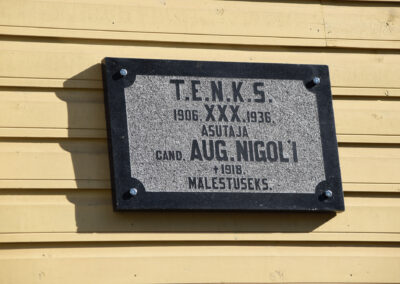 T.E.N.K.S.
1906. XXX. 1936.
ASUTAJA
CAND. AUG. NIGOL'I
† 1918.
MÄLESTUSEKS.